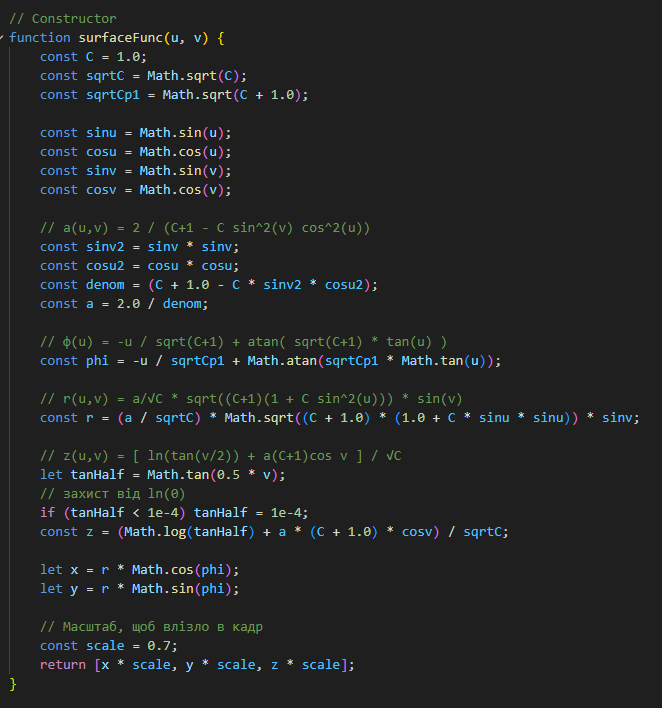 // Constructor
function surfaceFunc(u, v) {
    const C = 1.0;
    const sqrtC = Math.sqrt(C);
    const sqrtCp1 = Math.sqrt(C + 1.0);

    const sinu = Math.sin(u);
    const cosu = Math.cos(u);
    const sinv = Math.sin(v);
    const cosv = Math.cos(v);

    // a(u,v) = 2 / (C+1 - C sin^2(v) cos^2(u))
    const sinv2 = sinv * sinv;
    const cosu2 = cosu * cosu;
    const denom = (C + 1.0 - C * sinv2 * cosu2);
    const a = 2.0 / denom;

    // ф(u) = -u / sqrt(C+1) + atan( sqrt(C+1) * tan(u) )
    const phi = -u / sqrtCp1 + Math.atan(sqrtCp1 * Math.tan(u));

    // r(u,v) = a/√C * sqrt((C+1)(1 + C sin^2(u))) * sin(v)
    const r = (a / sqrtC) * Math.sqrt((C + 1.0) * (1.0 + C * sinu * sinu)) * sinv;

    // z(u,v) = [ ln(tan(v/2)) + a(C+1)cos v ] / √C
    let tanHalf = Math.tan(0.5 * v);
    // захист від ln(0)
    if (tanHalf < 1e-4) tanHalf = 1e-4;
    const z = (Math.log(tanHalf) + a * (C + 1.0) * cosv) / sqrtC;

    let x = r * Math.cos(phi);
    let y = r * Math.sin(phi);

    // Масштаб, щоб влізло в кадр
    const scale = 0.7;
    return [x * scale, y * scale, z * scale];
}